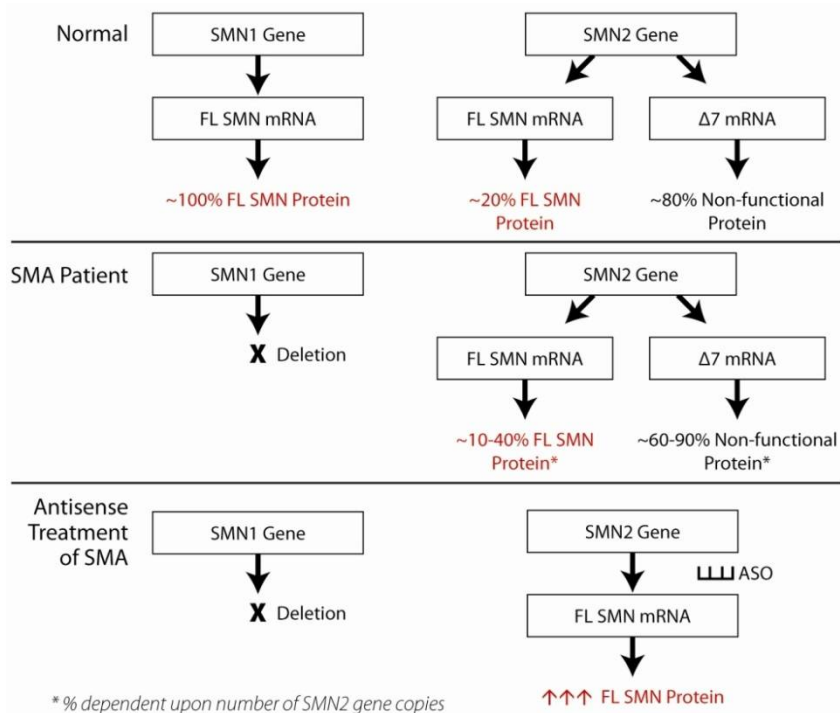 Normal
SMN1 Gene
FL SMN mRNA
~100% FL SMN Protein
SMN2 Gene
FL SMN mRNA
Δ7 mRNA
~20% FL SMN
Protein
~80% Non-functional
Protein
SMA Patient
SMN1 Gene
X Deletion
SMN2 Gene
FL SMN mRNA
Δ7 mRNA
~10-40% FL SMN
Protein*
~60-90% Non-functional
Protein*
Antisense
Treatment
of SMA
SMN1 Gene
X Deletion
SMN2 Gene
ASO
FL SMN mRNA
↑↑↑ FL SMN Protein
* % dependent upon number of SMN2 gene copies